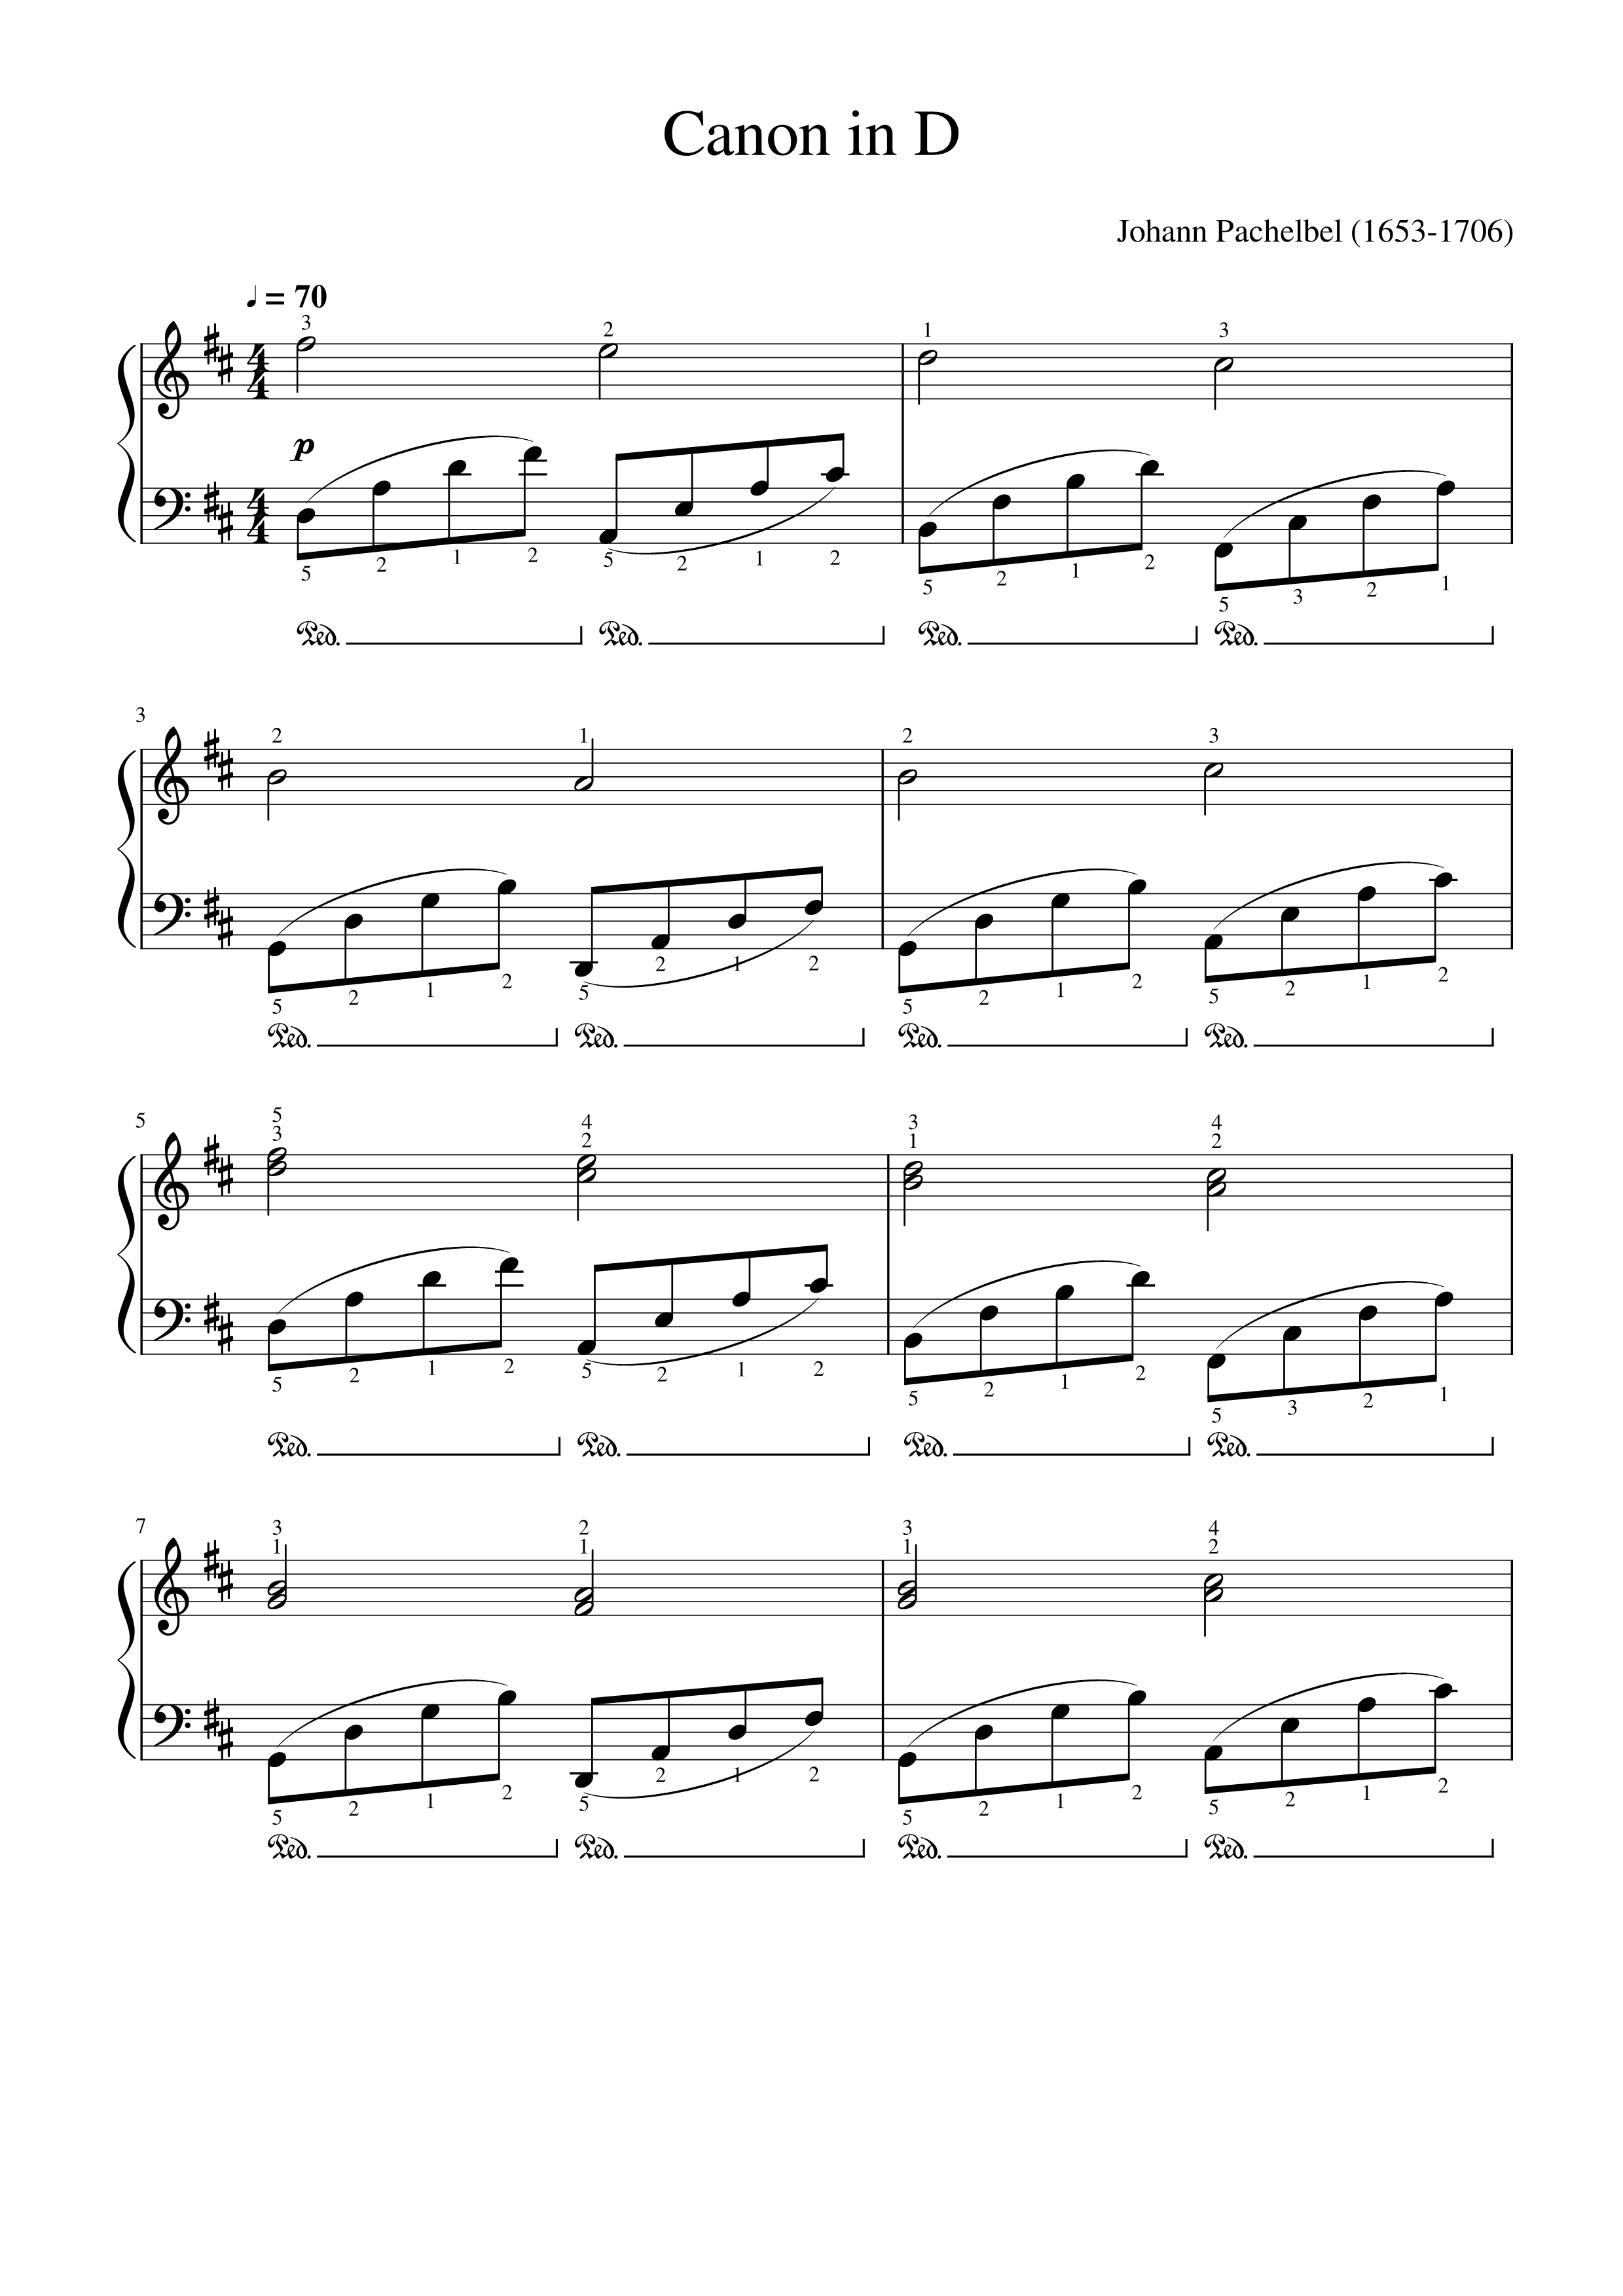 Canon in D
Johann Pachelbel (1653-1706)
♩ = 70
3 2 1 3
4 4
p
4 4
5 2 1 2 5 2 1 2 5 2 1 2 5 3 2 1
Ped. Ped. Ped. Ped.
3
2 1 2 3
5 2 1 2 5 2 1 2 5 2 1 2 5 2 1 2
Ped. Ped. Ped. Ped.
5
5 4 3 4
3 2 1 2
5 2 1 2 5 2 1 2 5 2 1 2 5 3 2 1
Ped. Ped. Ped. Ped.
7
3 2 3 4
1 1 1 2
5 2 1 2 5 2 1 2 5 2 1 2 5 2 1 2
Ped. Ped. Ped. Ped.